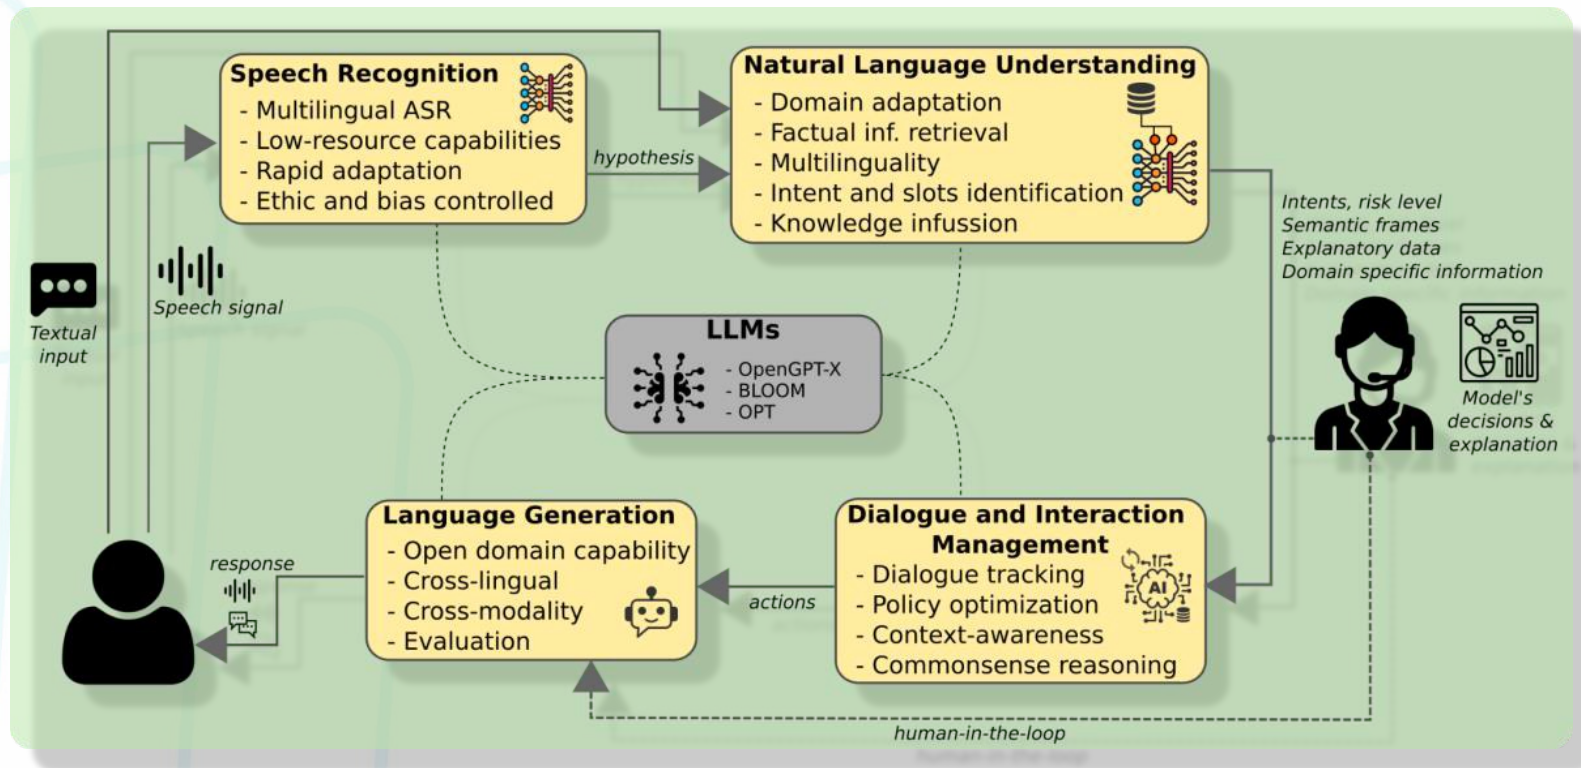 Speech Recognition
- Multilingual ASR
- Low-resource capabilities
- Rapid adaptation
- Ethic and bias controlled
hypothesis
Natural Language Understanding
- Domain adaptation
- Factual inf. retrieval
- Multilinguality
- Intent and slots identification
- Knowledge infussion
Intents, risk level
Semantic frames
Explanatory data
Domain specific information
Textual
input
Speech signal
LLMs
- OpenGPT-X
- BLOOM
- OPT
Model's
decisions &
explanation
Language Generation
- Open domain capability
- Cross-lingual
- Cross-modality
- Evaluation
response
actions
Dialogue and Interaction
Management
- Dialogue tracking
- Policy optimization
- Context-awareness
- Commonsense reasoning
AI
human-in-the-loop